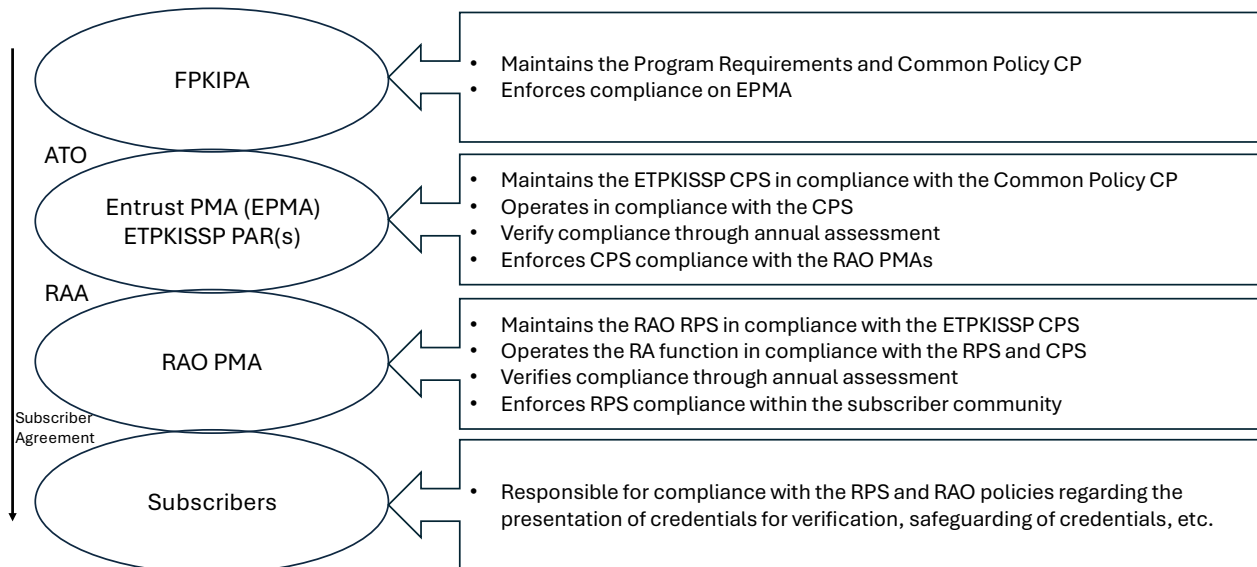 FPKIPA
• Maintains the Program Requirements and Common Policy CP
• Enforces compliance on EPMA
ATO
Entrust PMA (EPMA)
ETPKISSP PAR(s)
• Maintains the ETPKISSP CPS in compliance with the Common Policy CP
• Operates in compliance with the CPS
• Verify compliance through annual assessment
• Enforces CPS compliance with the RAO PMAs
RAA
RAO PMA
• Maintains the RAO RPS in compliance with the ETPKISSP CPS
• Operates the RA function in compliance with the RPS and CPS
• Verifies compliance through annual assessment
• Enforces RPS compliance within the subscriber community
Subscriber
Agreement
Subscribers
• Responsible for compliance with the RPS and RAO policies regarding the
presentation of credentials for verification, safeguarding of credentials, etc.